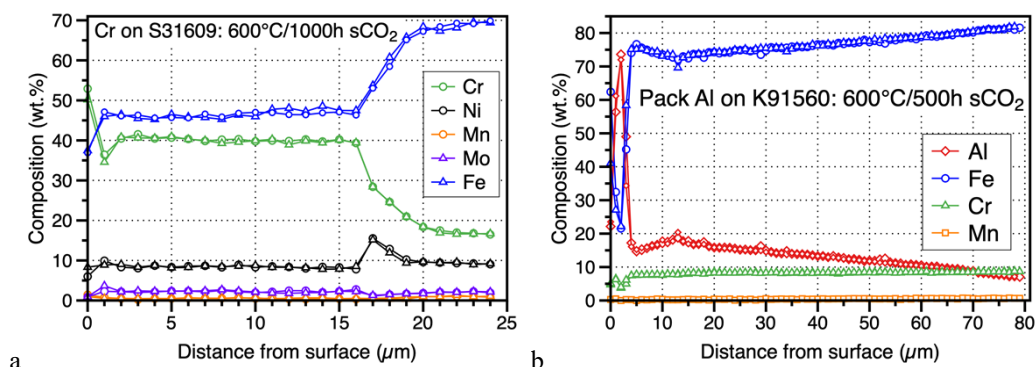 Cr on S31609: 600°C/1000h sCO₂
Composition (wt.%)
70
60
50
40
30
20
10
0
Cr
Ni
Mn
Mo
Fe
0 5 10 15 20 25
Distance from surface (µm)
a
Pack Al on K91560: 600°C/500h sCO₂
Composition (wt.%)
80
70
60
50
40
30
20
10
0
Al
Fe
Cr
Mn
0 10 20 30 40 50 60 70 80
Distance from surface (µm)
b